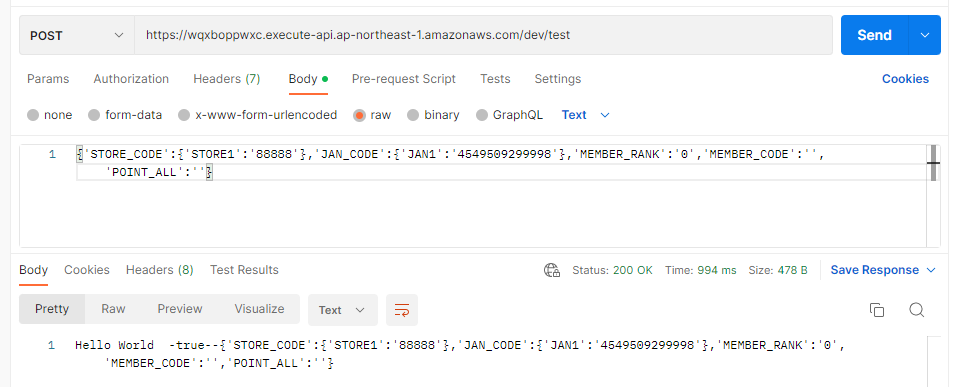 POST https://wqxboppwxc.execute-api.ap-northeast-1.amazonaws.com/dev/test Send
Params Authorization Headers (7) Body Pre-request Script Tests Settings Cookies
none form-data x-www-form-urlencoded raw binary GraphQL Text
1 {'STORE_CODE':{'STORE1':'88888'},'JAN_CODE':{'JAN1':'4549509299998'},'MEMBER_RANK':'0','MEMBER_CODE':'',
'POINT_ALL':''}
Body Cookies Headers (8) Test Results Status: 200 OK Time: 994 ms Size: 478 B Save Response
Pretty Raw Preview Visualize Text
1 Hello World -true--{'STORE_CODE':{'STORE1':'88888'},'JAN_CODE':{'JAN1':'4549509299998'},'MEMBER_RANK':'0',
'MEMBER_CODE':'','POINT_ALL':''}